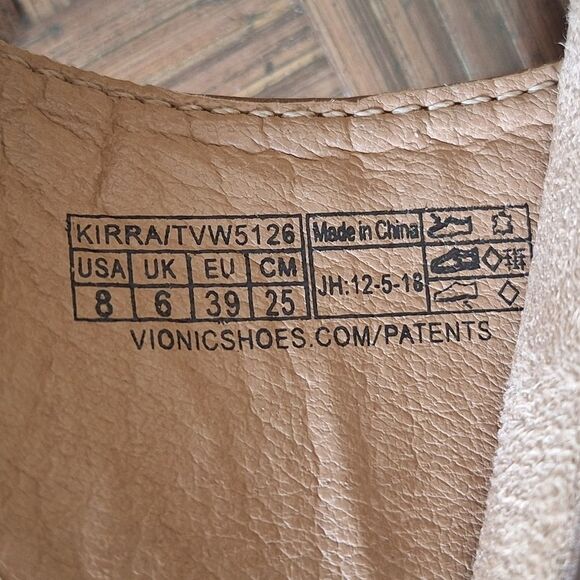 KIRRA/TVW5126
Made in China
USA UK EU CM
8 6 39 25
JH:12-5-18
VIONICSHOES.COM/PATENTS